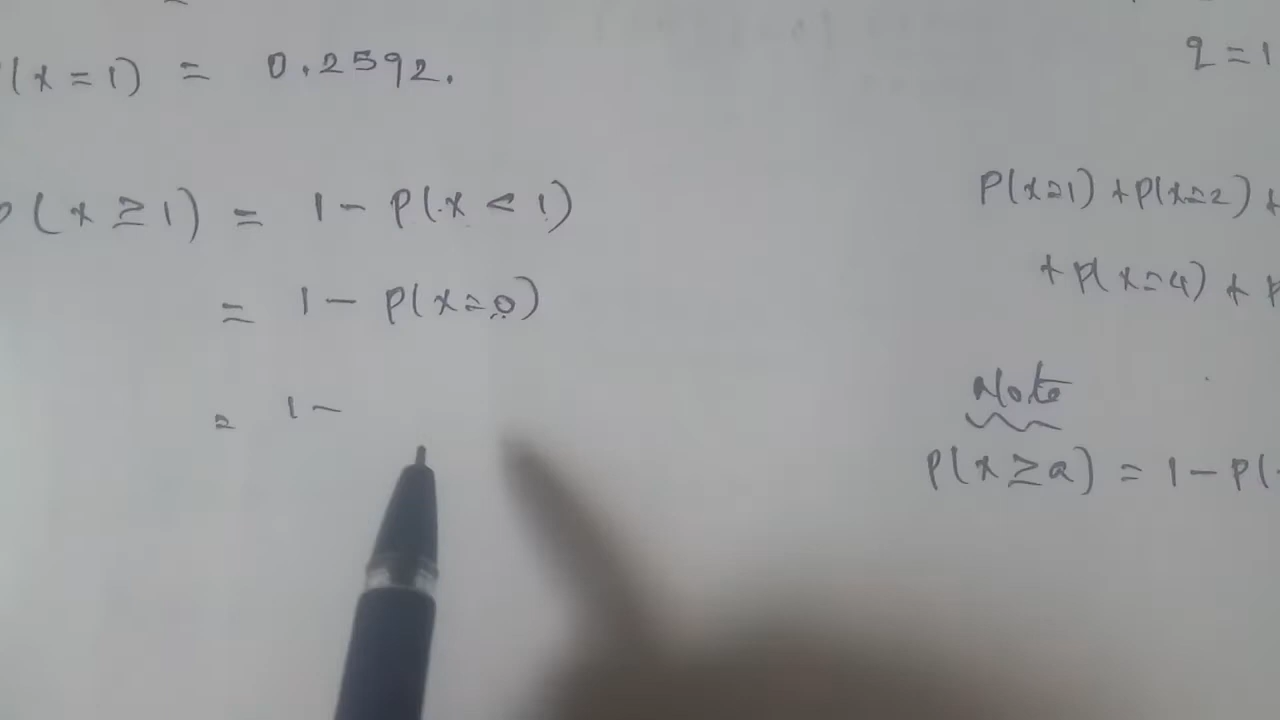 (x = 1) = 0.2592.
q = 1
P(x ≥ 1) = 1 - P(x < 1)
P(x=1) + P(x=2) +
= 1 - P(x=0)
+ P(x=4) + P
= 1 -
Note
P(x ≥ a) = 1 - P(